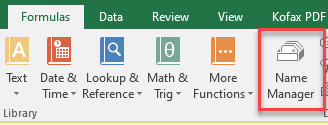 Formulas Data Review View Kofax PDF
θ
Text Date & Time Lookup & Reference Math & Trig More Functions Name Manager
Library